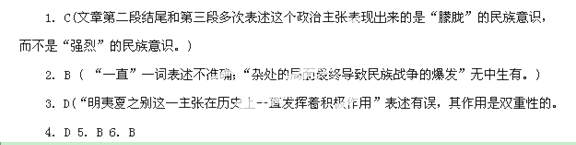 1. C(文章第二段结尾和第三段多次表述这个政治主张表现出来的是“朦胧”的民族意识，
而不是“强烈”的民族意识。)
2. B ( “一直”一词表述不准确；“杂处的局面最终导致民族战争的爆发”无中生有。)
3. D(“明夷夏之别这一主张在历史上一直发挥着积极作用”表述有误，其作用是双重性的。
4. D 5. B 6. B